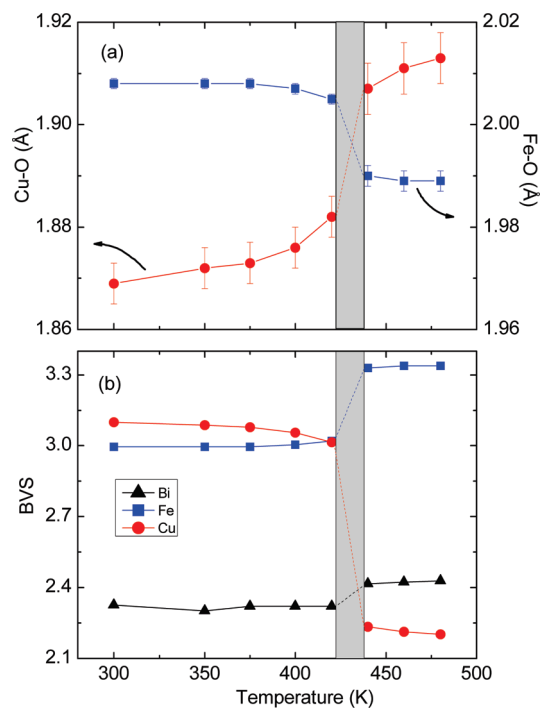 1.92
2.02
(a)
1.90
2.00
Cu-O (Å)
Fe-O (Å)
1.88
1.98
1.86
1.96
(b)
3.3
3.0
BVS
2.7
Bi
Fe
Cu
2.4
2.1
300
350
400
450
500
Temperature (K)